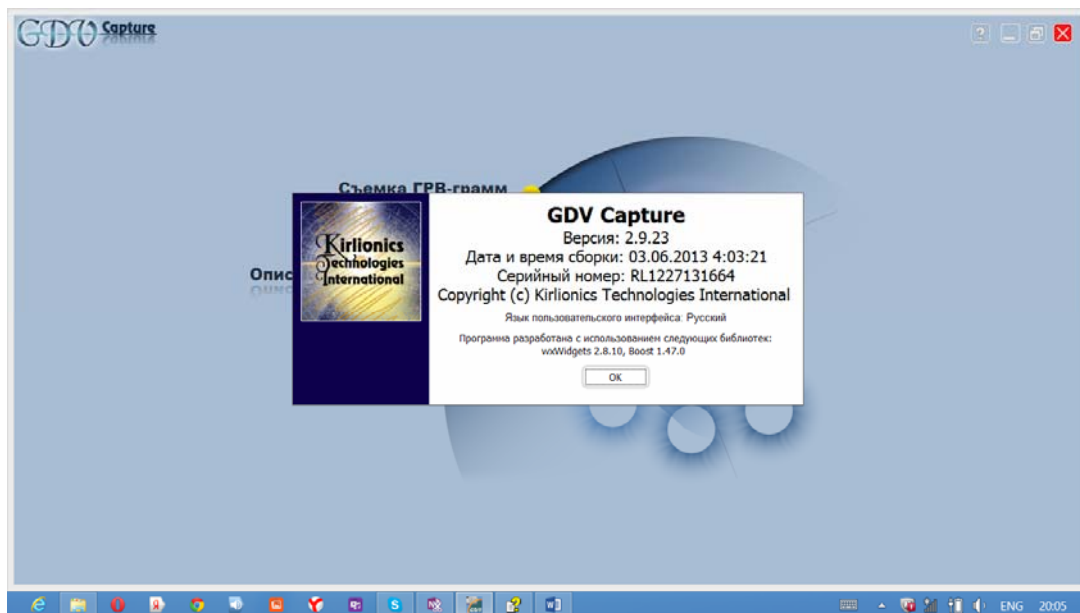 GDV Capture
Съемка ГРВ-грамм
Опис
Kirlionics
Technologies
International
GDV Capture
Версия: 2.9.23
Дата и время сборки: 03.06.2013 4:03:21
Серийный номер: RL1227131664
Copyright (c) Kirlionics Technologies International
Язык пользовательского интерфейса: Русский
Программа разработана с использованием следующих библиотек:
wxWidgets 2.8.10, Boost 1.47.0
OK
ENG 20:05